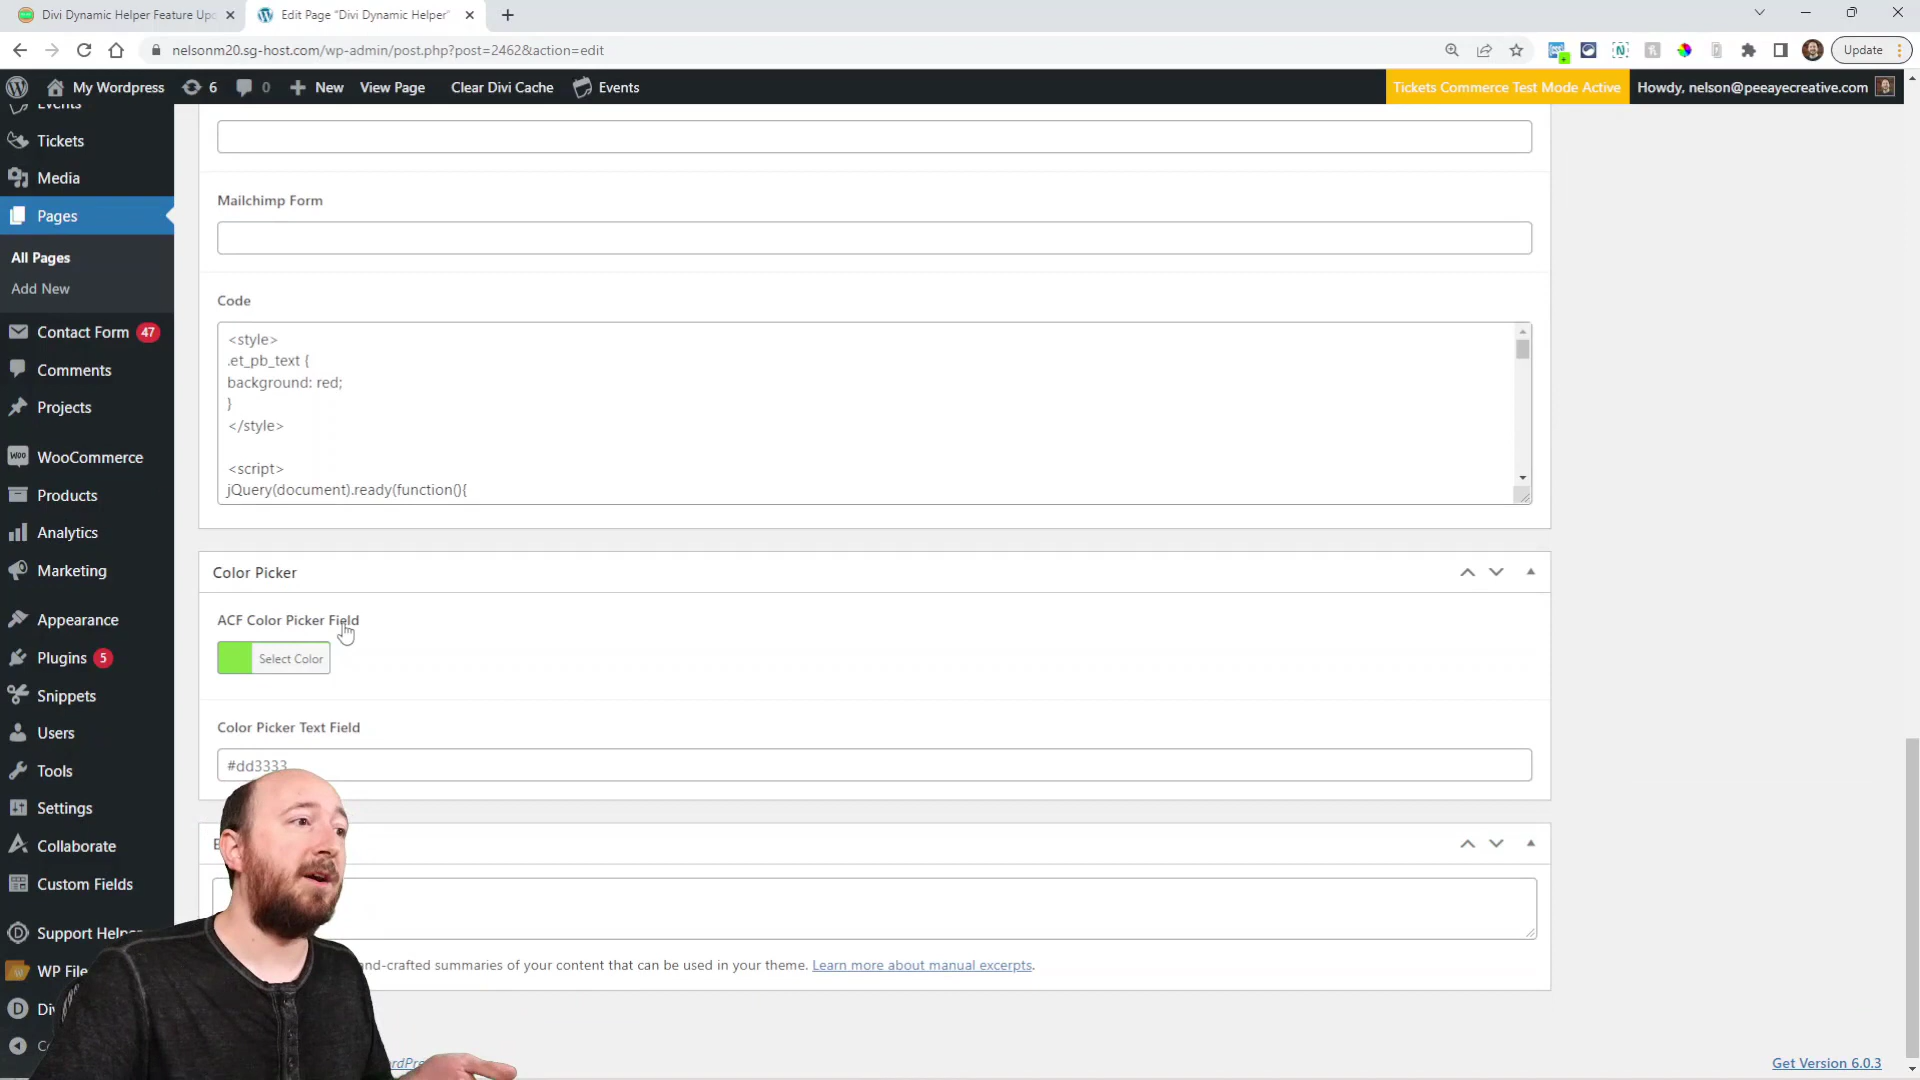 Divi Dynamic Helper Feature Upd
Edit Page "Divi Dynamic Helper"
nelsonm20.sg-host.com/wp-admin/post.php?post=2462&action=edit
Update
My Wordpress
6
0
New
View Page
Clear Divi Cache
Events
Tickets Commerce Test Mode Active
Howdy, nelson@peeayecreative.com
Events
Tickets
Media
Pages
All Pages
Add New
Contact Form 47
Comments
Projects
WooCommerce
Products
Analytics
Marketing
Appearance
Plugins 5
Snippets
Users
Tools
Settings
Collaborate
Custom Fields
Support Helper
WP File
Div
Mailchimp Form
Code
<style>
.et_pb_text {
background: red;
}
</style>
<script>
jQuery(document).ready(function(){
Color Picker
ACF Color Picker Field
Select Color
Color Picker Text Field
#dd3333
nd-crafted summaries of your content that can be used in your theme. Learn more about manual excerpts.
Get Version 6.0.3